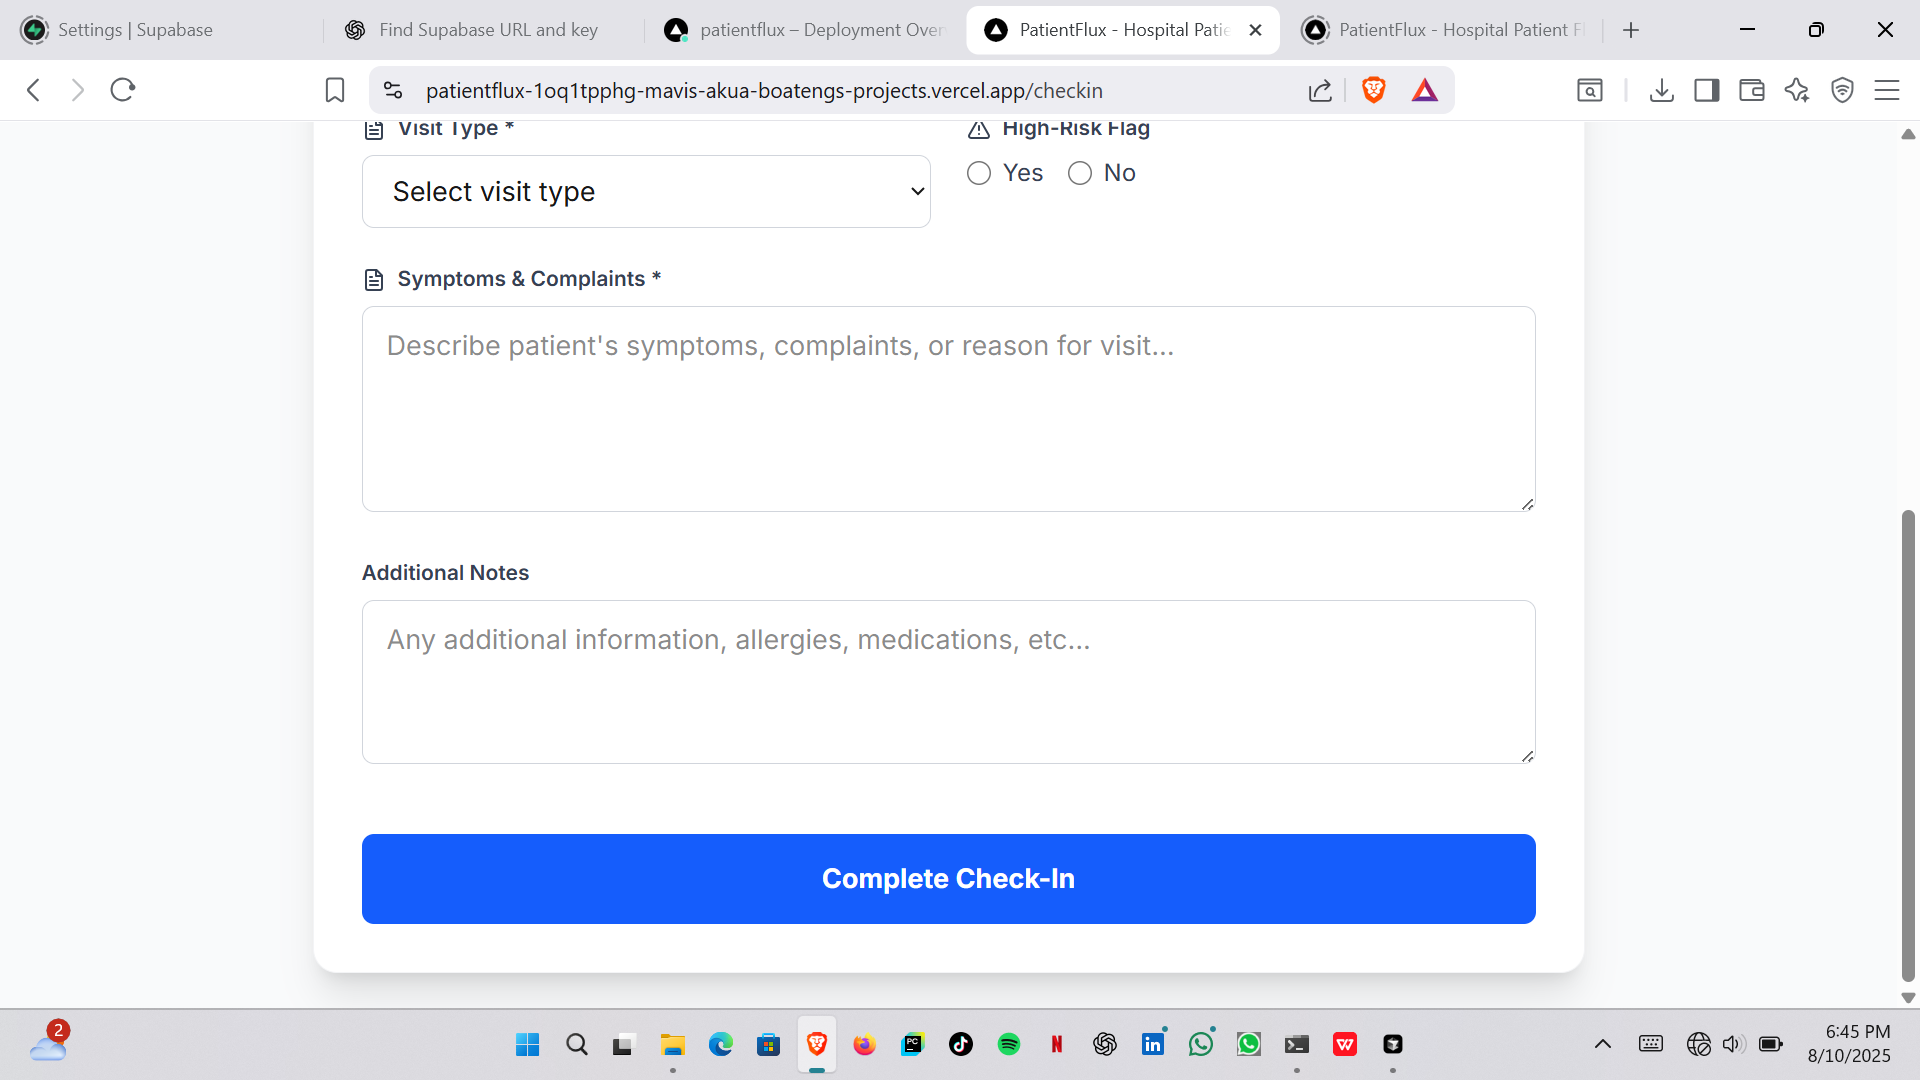 Settings | Supabase
Find Supabase URL and key
patientflux – Deployment Over
PatientFlux - Hospital Patie
PatientFlux - Hospital Patient F
patientflux-1oq1tpphg-mavis-akua-boatengs-projects.vercel.app/checkin
Visit Type *
High-Risk Flag
Select visit type
Yes
No
Symptoms & Complaints *
Describe patient's symptoms, complaints, or reason for visit...
Additional Notes
Any additional information, allergies, medications, etc...
Complete Check-In
2
PC
N
in
W
6:45 PM
8/10/2025